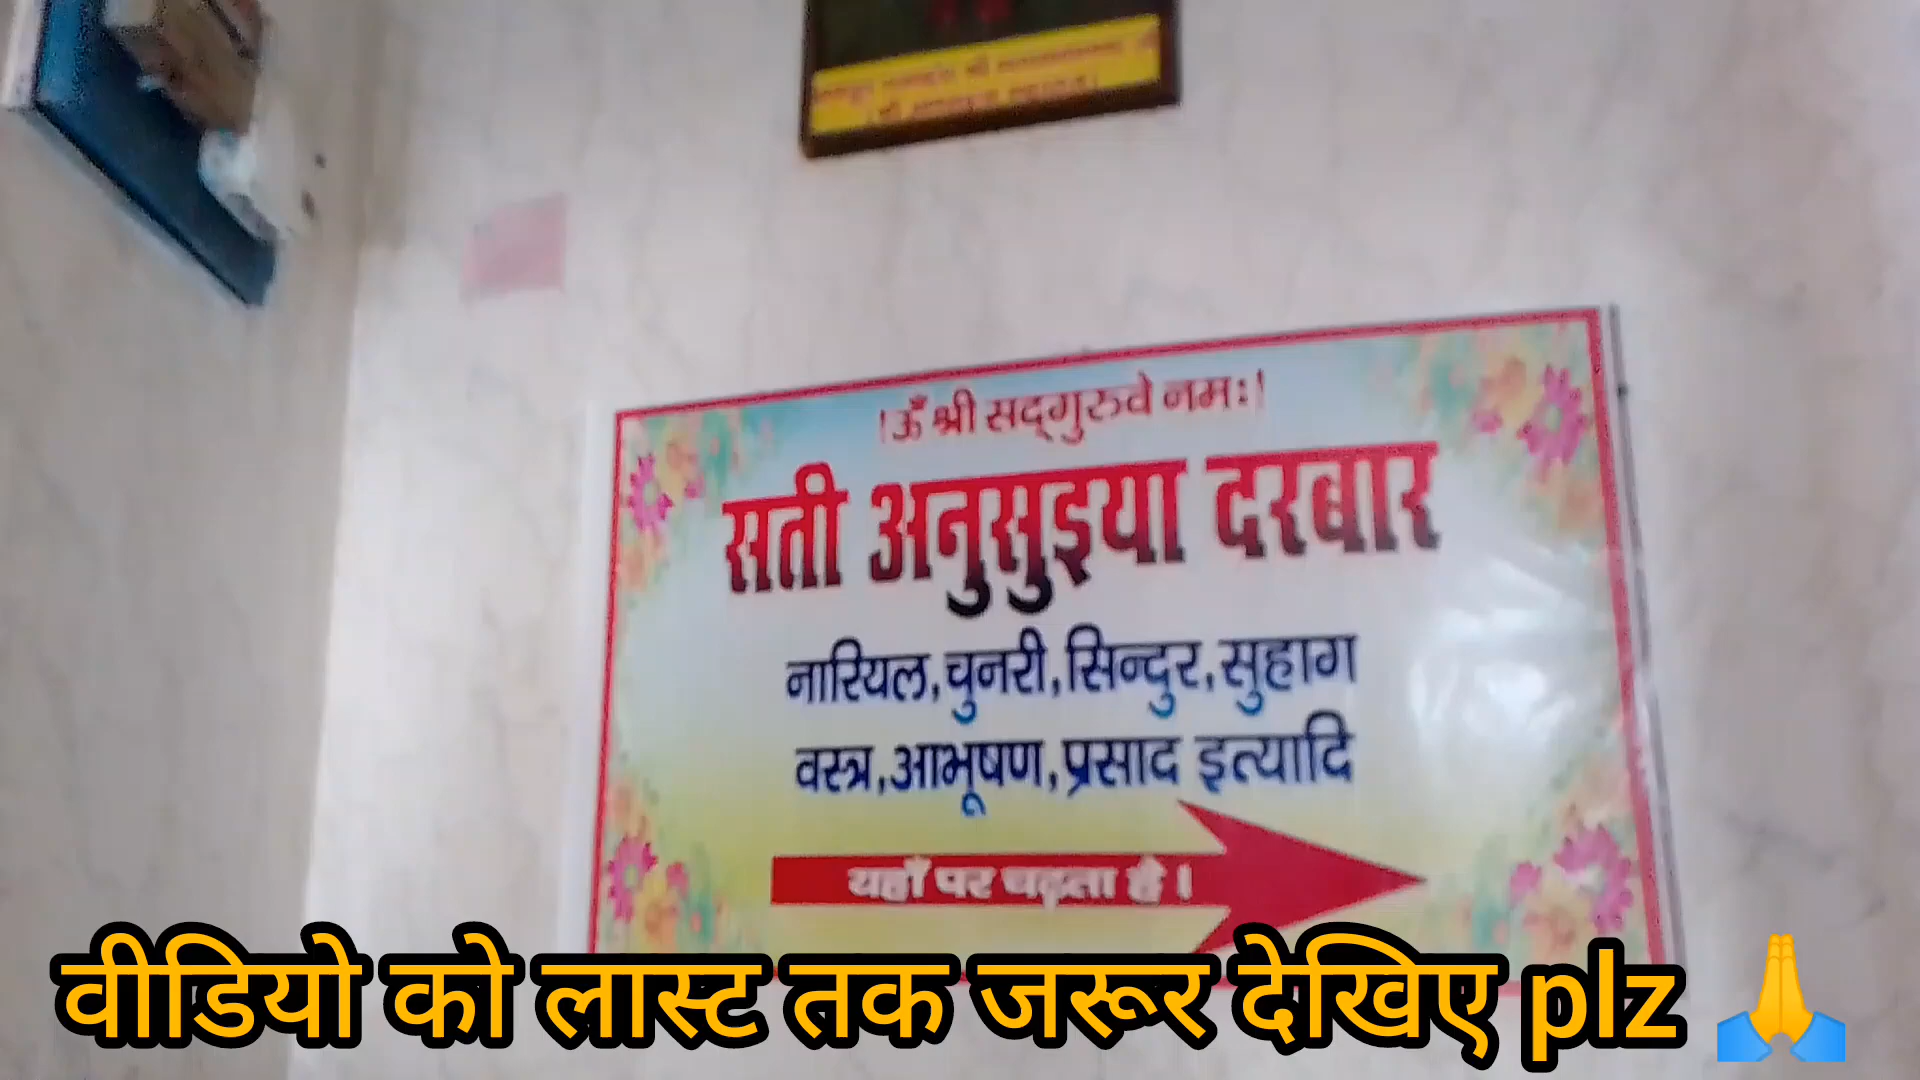 !ॐ श्री सद्गुरुवे नमः!
सती अनुसुइया दरबार
नारियल,चुनरी,सिन्दुर,सुहाग
वस्त्र,आभूषण,प्रसाद इत्यादि
यहाँ पर चढ़ता है।
वीडियो को लास्ट तक जरूर देखिए plz 🙏